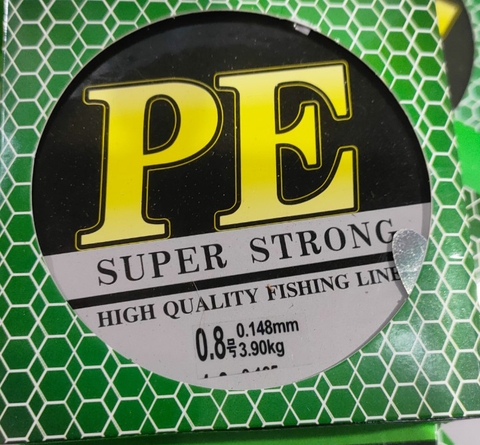 PE
SUPER STRONG
HIGH QUALITY FISHING LINE
0.8号 0.148mm
3.90kg